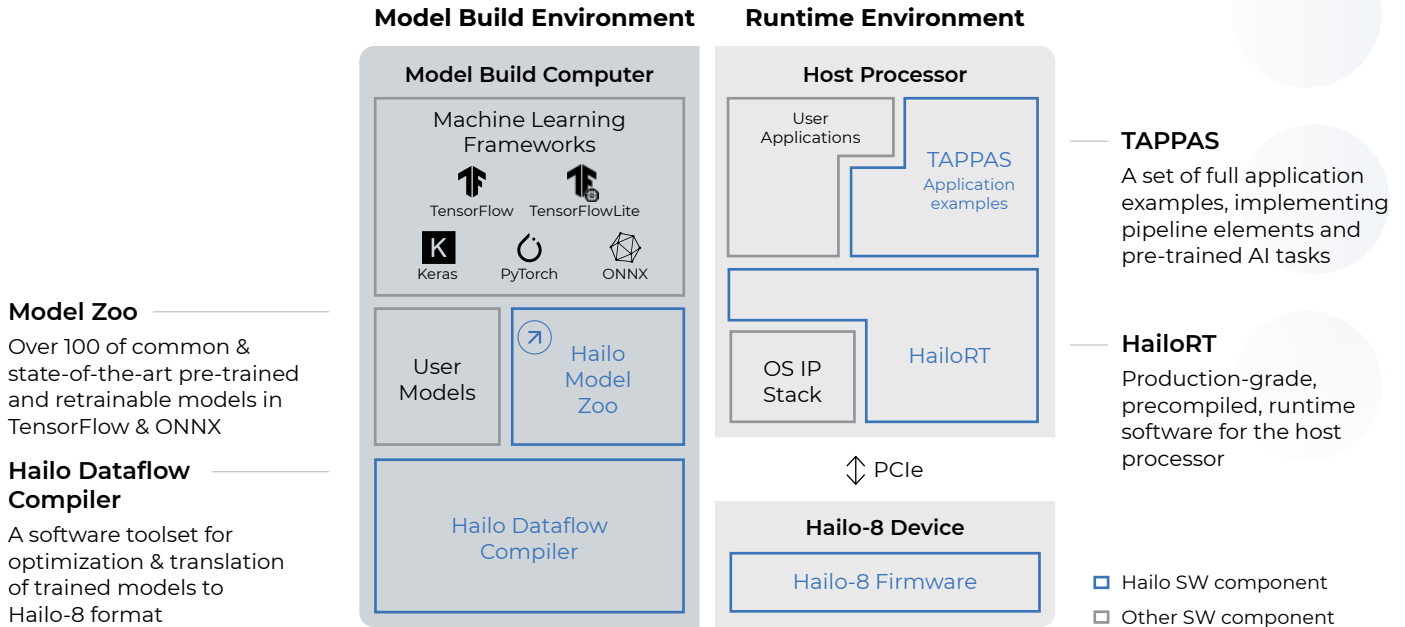 Model Build Environment
Runtime Environment
Model Build Computer
Machine Learning
Frameworks
TensorFlow
TensorFlowLite
K
Keras
PyTorch
ONNX
User
Models
Hailo
Model
Zoo
Hailo Dataflow
Compiler
Model Zoo
Over 100 of common &
state-of-the-art pre-trained
and retrainable models in
TensorFlow & ONNX
Hailo Dataflow
Compiler
A software toolset for
optimization & translation
of trained models to
Hailo-8 format
Host Processor
User
Applications
TAPPAS
Application
examples
HailoRT
OS IP
Stack
PCIe
Hailo-8 Device
Hailo-8 Firmware
TAPPAS
A set of full application
examples, implementing
pipeline elements and
pre-trained AI tasks
HailoRT
Production-grade,
precompiled, runtime
software for the host
processor
Hailo SW component
Other SW component